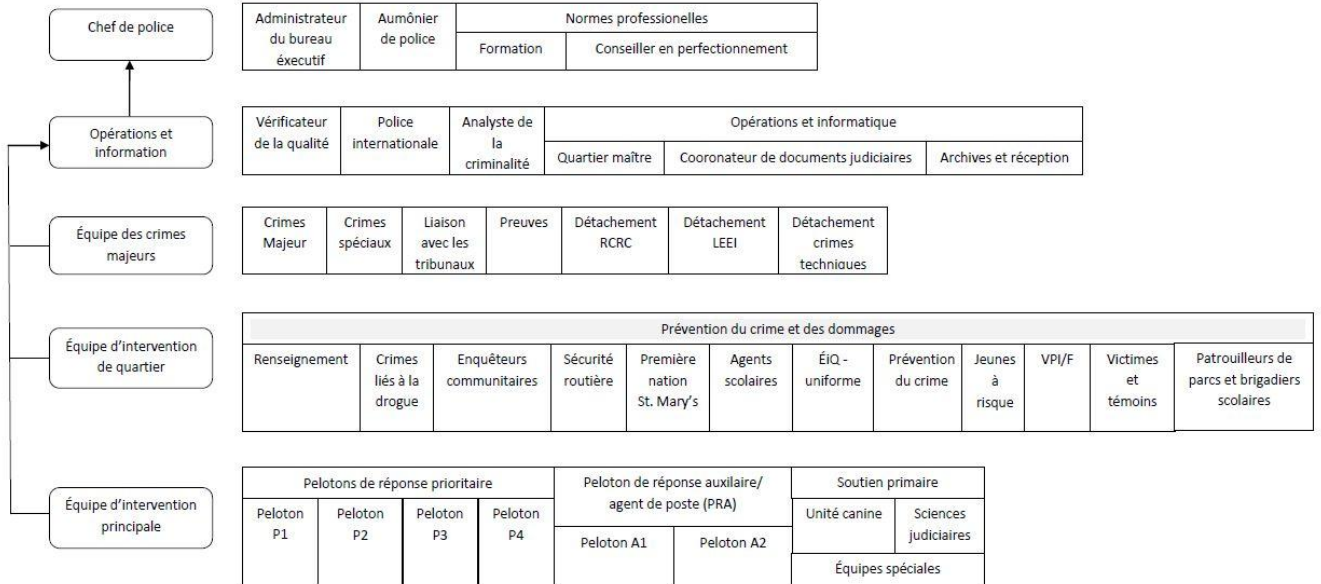 Chef de police
Administrateur
du bureau
éxecutif
Aumônier
de police
Normes professionelles
Formation
Conseiller en perfectionnement
Opérations et
information
Vérificateur
de la qualité
Police
internationale
Analyste de
la
criminalité
Opérations et informatique
Quartier maître
Cooronateur de documents judiciaires
Archives et réception
Équipe des crimes
majeurs
Crimes
Majeur
Crimes
spéciaux
Liaison
avec les
tribunaux
Preuves
Détachement
RCRC
Détachement
LEEI
Détachement
crimes
techniques
Équipe d'intervention
de quartier
Prévention du crime et des dommages
Renseignement
Crimes
liés à la
drogue
Enquêteurs
communitaires
Sécurité
routière
Première
nation
St. Mary's
Agents
scolaires
ÉiQ -
uniforme
Prévention
du crime
Jeunes
à
risque
VPI/F
Victimes
et
témoins
Patrouilleurs de
parcs et brigadiers
scolaires
Équipe d'intervention
principale
Pelotons de réponse prioritaire
Peloton
P1
Peloton
P2
Peloton
P3
Peloton
P4
Peloton de réponse auxilaire/
agent de poste (PRA)
Peloton A1
Peloton A2
Soutien primaire
Unité canine
Sciences
judiciaires
Équipes spéciales